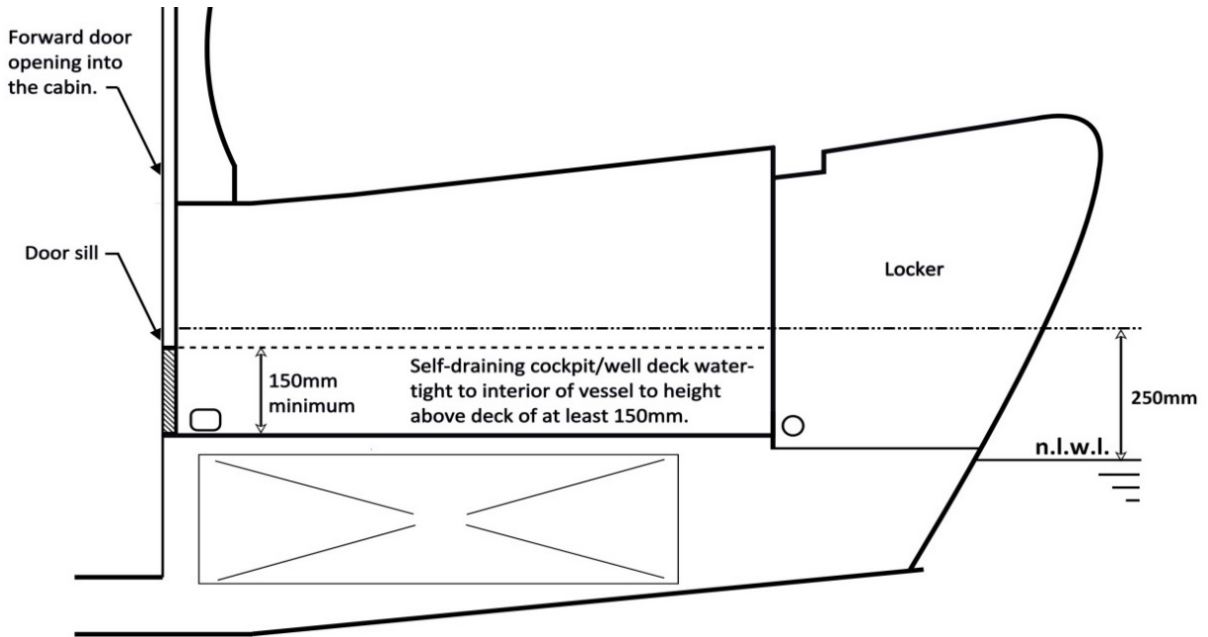 Forward door
opening into
the cabin.
Door sill
Locker
150mm
minimum
Self-draining cockpit/well deck water-
tight to interior of vessel to height
above deck of at least 150mm.
250mm
n.l.w.l.